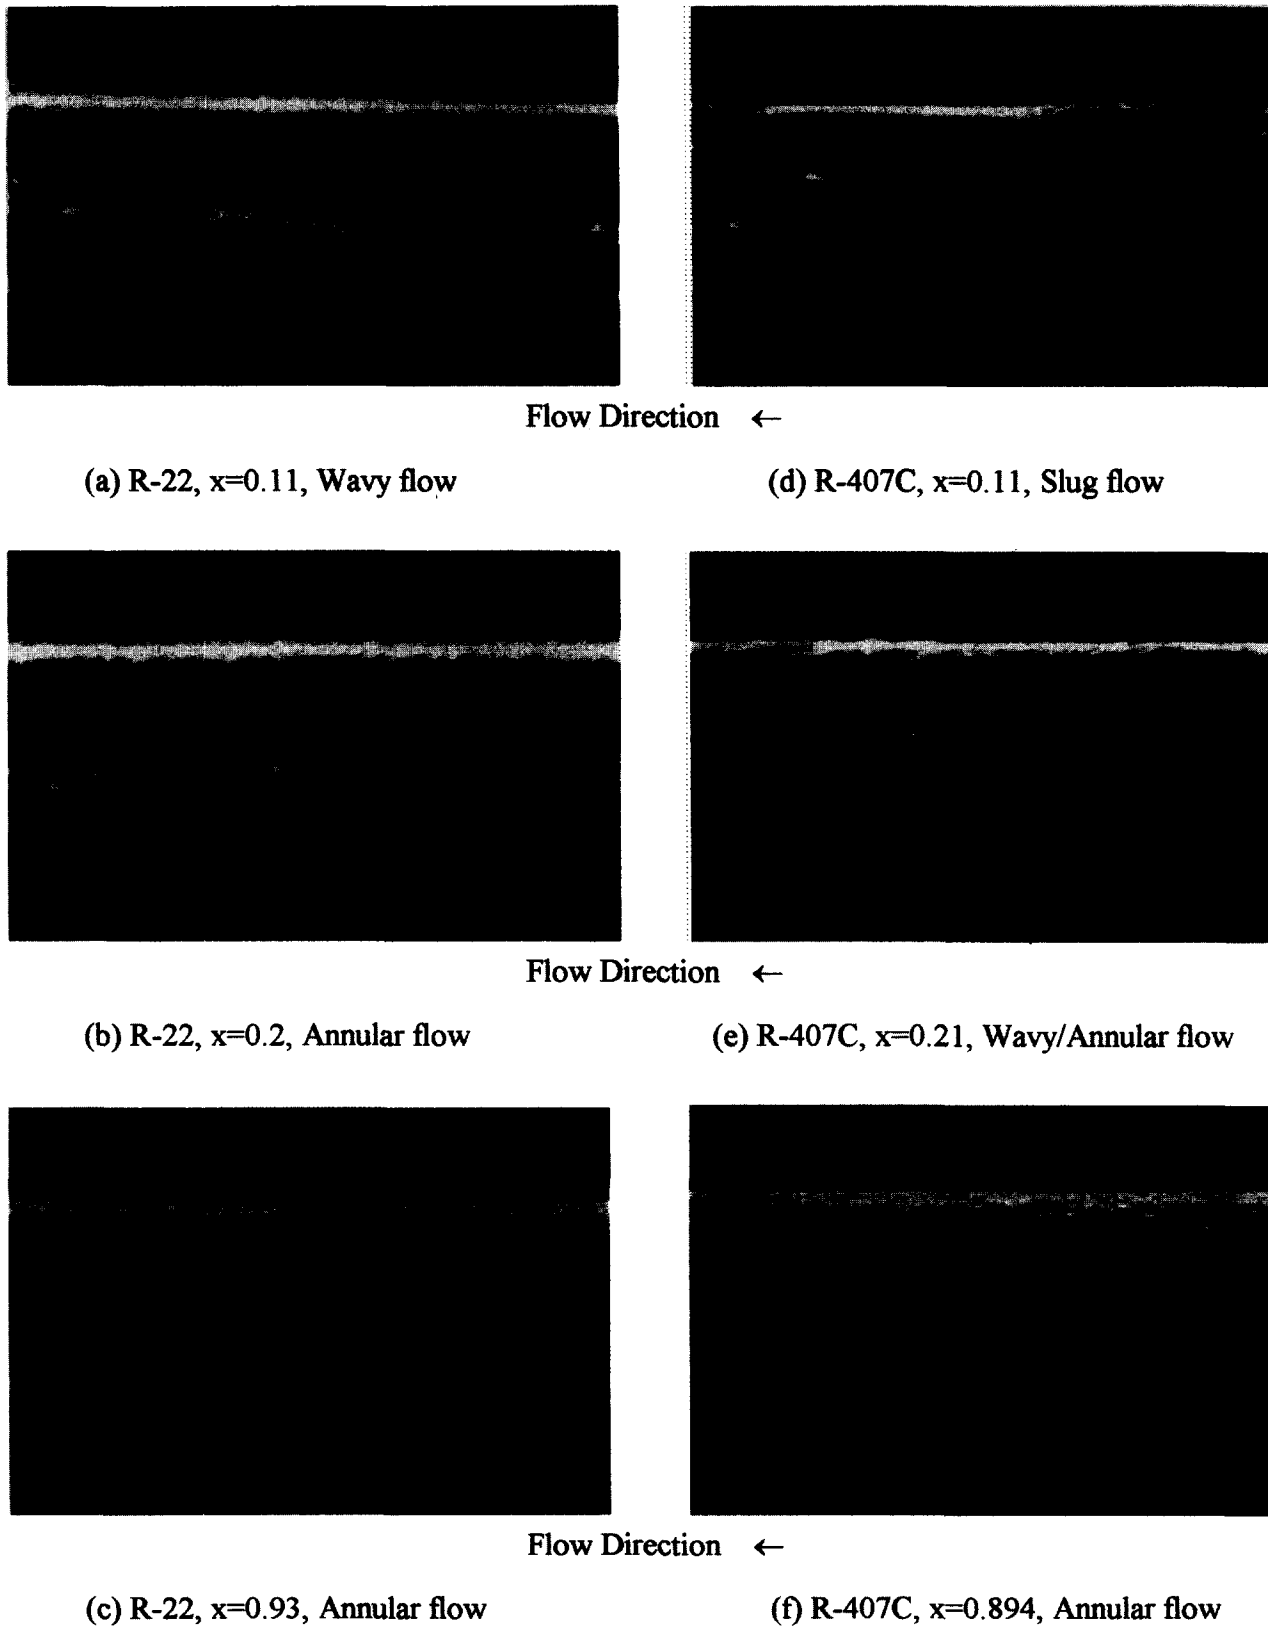 Flow Direction ←
(a) R-22, x=0.11, Wavy flow
(d) R-407C, x=0.11, Slug flow
Flow Direction ←
(b) R-22, x=0.2, Annular flow
(e) R-407C, x=0.21, Wavy/Annular flow
Flow Direction ←
(c) R-22, x=0.93, Annular flow
(f) R-407C, x=0.894, Annular flow